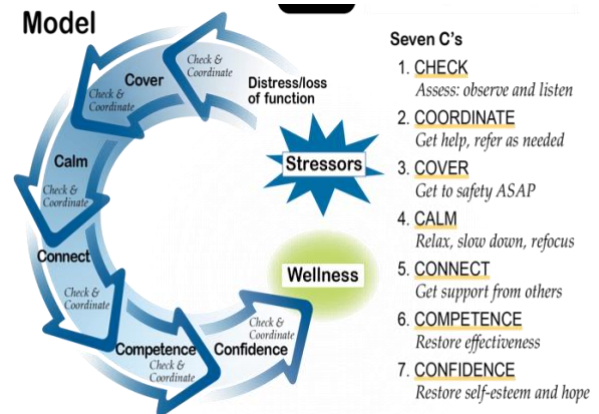 Model
Check &
Coordinate
Distress/loss
of function
Cover
Check &
Coordinate
Calm
Check &
Coordinate
Connect
Check &
Coordinate
Competence
Check &
Coordinate
Confidence
Check &
Coordinate
Stressors
Wellness
Seven C's
1. CHECK
Assess: observe and listen
2. COORDINATE
Get help, refer as needed
3. COVER
Get to safety ASAP
4. CALM
Relax, slow down, refocus
5. CONNECT
Get support from others
6. COMPETENCE
Restore effectiveness
7. CONFIDENCE
Restore self-esteem and hope